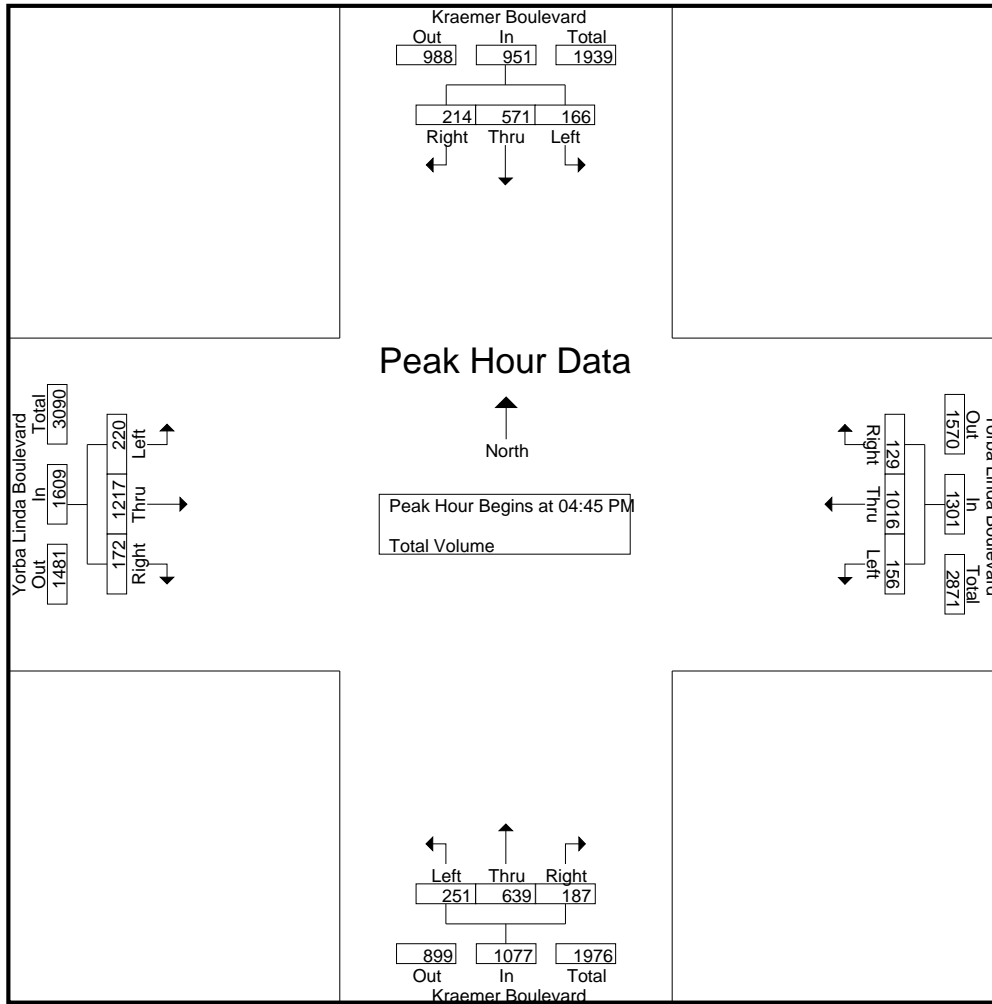 Kraemer Boulevard
Out In Total
988 951 1939
214 571 166
Right Thru Left
Peak Hour Data
North
Peak Hour Begins at 04:45 PM
Total Volume
Yorba Linda Boulevard
Out In Total
1481 1609 3090
Right Thru Left
172 1217 220
Yorba Linda Boulevard
Out In Total
1570 1301 2871
Right Thru Left
129 1016 156
Left Thru Right
251 639 187
899 1077 1976
Out In Total
Kraemer Boulevard